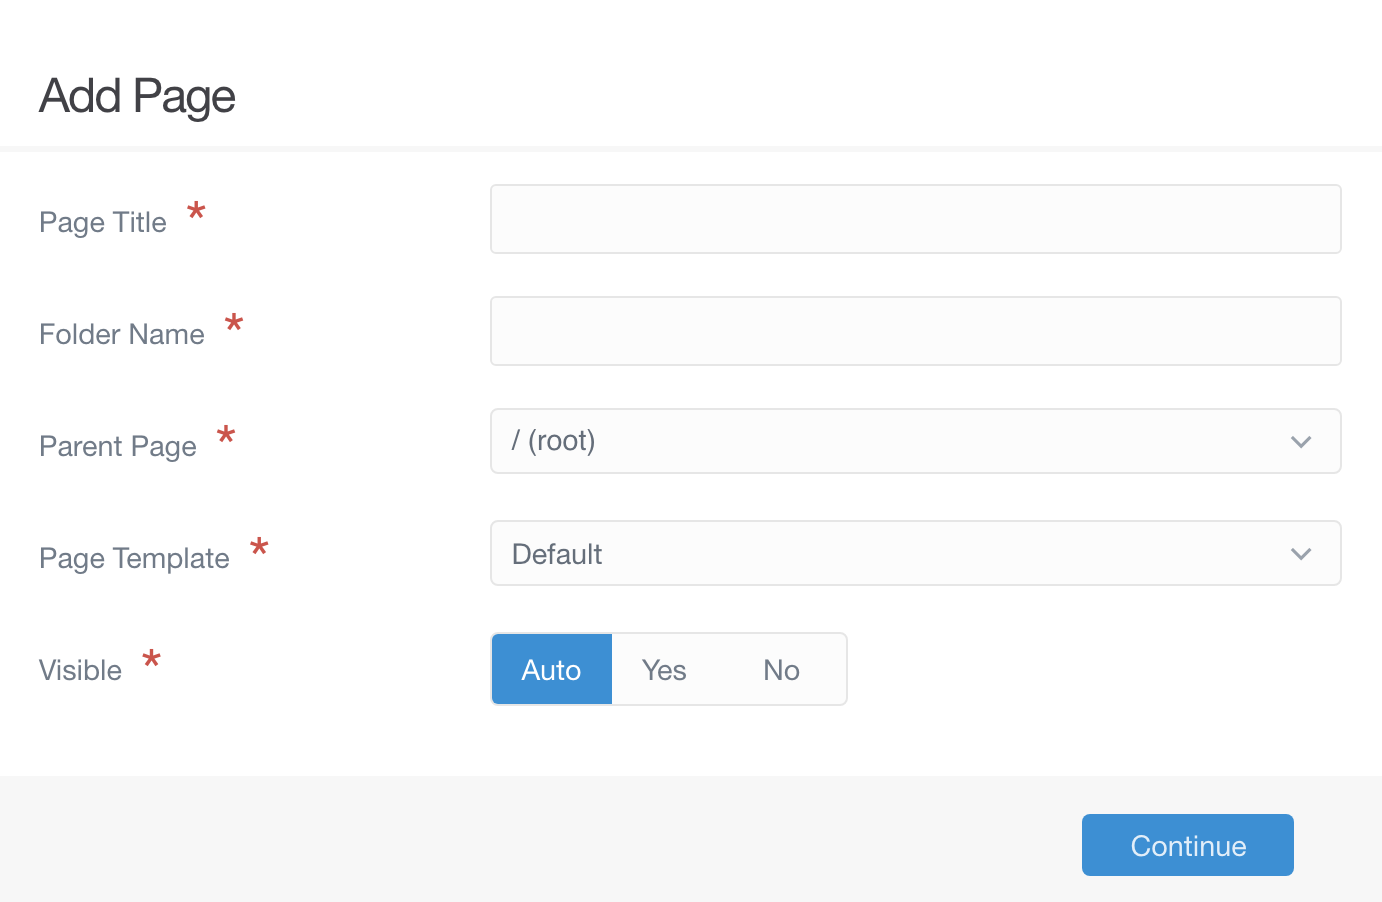 Add Page
Page Title *
Folder Name *
Parent Page * / (root)
Page Template * Default
Visible * Auto Yes No
Continue